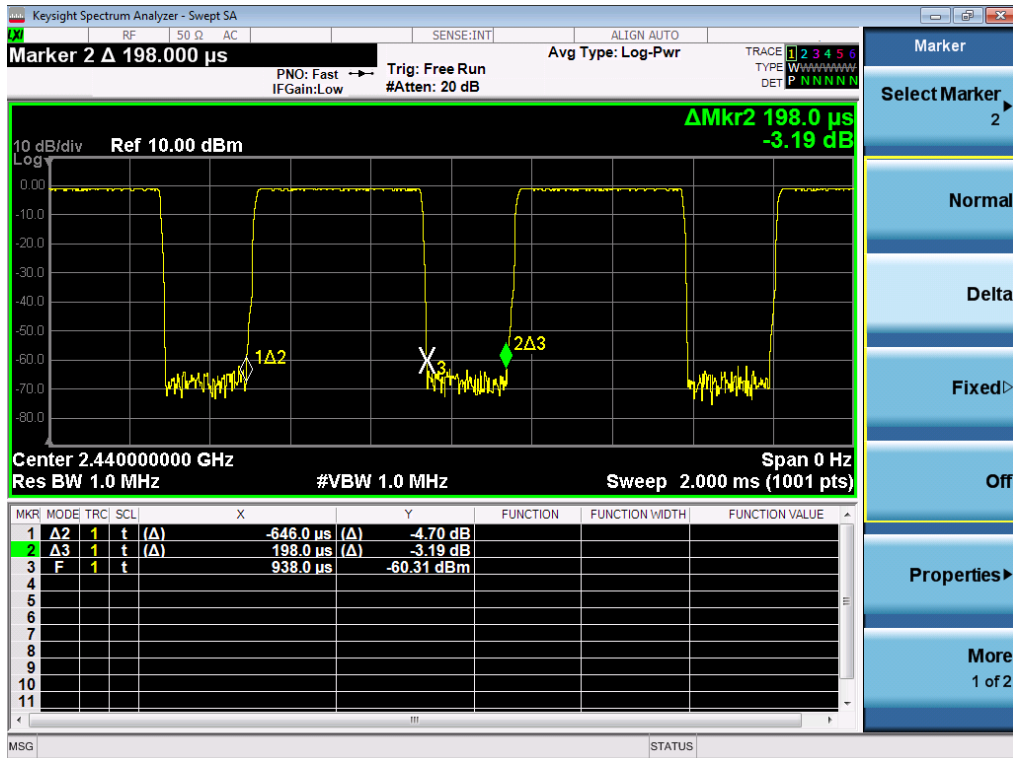 Keysight Spectrum Analyzer - Swept SA
LXI RF 50 Ω AC SENSE:INT ALIGN AUTO
Marker 2 Δ 198.000 µs
PNO: Fast
IFGain:Low
Trig: Free Run
#Atten: 20 dB
Avg Type: Log-Pwr
TRACE 1 2 3 4 5 6
TYPE WWWWWWW
DET P N N N N N
ΔMkr2 198.0 µs
-3.19 dB
10 dB/div Ref 10.00 dBm
Log
0.00
-10.0
-20.0
-30.0
-40.0
-50.0
-60.0
-70.0
-80.0
1Δ2
3
2Δ3
Center 2.440000000 GHz Span 0 Hz
Res BW 1.0 MHz #VBW 1.0 MHz Sweep 2.000 ms (1001 pts)
MKR MODE TRC SCL X Y FUNCTION FUNCTION WIDTH FUNCTION VALUE
1 Δ2 1 t (Δ) -646.0 µs (Δ) -4.70 dB
2 Δ3 1 t (Δ) 198.0 µs (Δ) -3.19 dB
3 F 1 t 938.0 µs -60.31 dBm
4
5
6
7
8
9
10
11
MSG STATUS
Marker
Select Marker
2
Normal
Delta
Fixed
Off
Properties
More
1 of 2